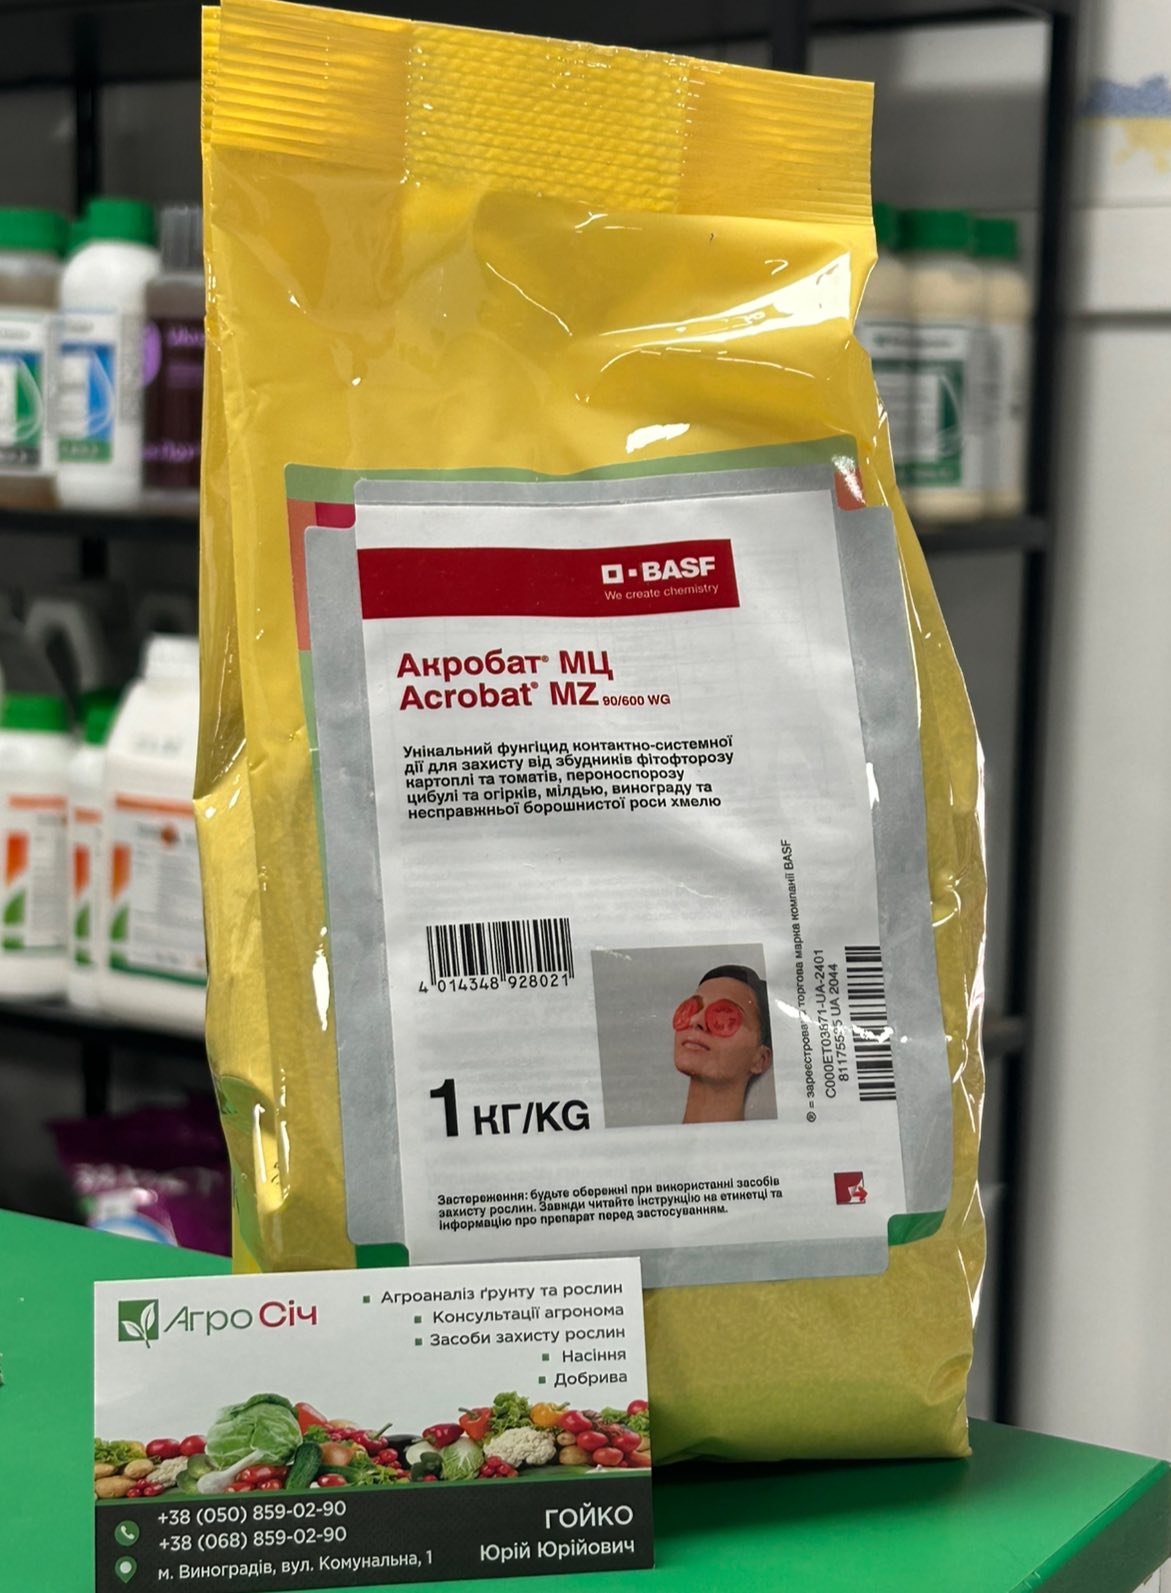 BASF
We create chemistry
Акробат® МЦ
Acrobat® MZ 90/600 WG
Унікальний фунгіцид контактно-системної
дії для захисту від збудників фітофторозу
картоплі та томатів, пероноспорозу
цибулі та огірків, мілдью, винограду та
несправжньої борошнистої роси хмелю
4 014348 928021
1 КГ/KG
® = зареєстрована торгова марка компанії BASF
UA 2044
Застереження: будьте обережні при використанні засобів
захисту рослин. Завжди читайте інструкцію на етикетці та
інформацію про препарат перед застосуванням.
Агро Січ
Агроаналіз ґрунту та рослин
Консультації агронома
Засоби захисту рослин
Насіння
Добрива
+38 (050) 859-02-90
+38 (068) 859-02-90
м. Виноградів, вул. Комунальна, 1
ГОЙКО
Юрій Юрійович